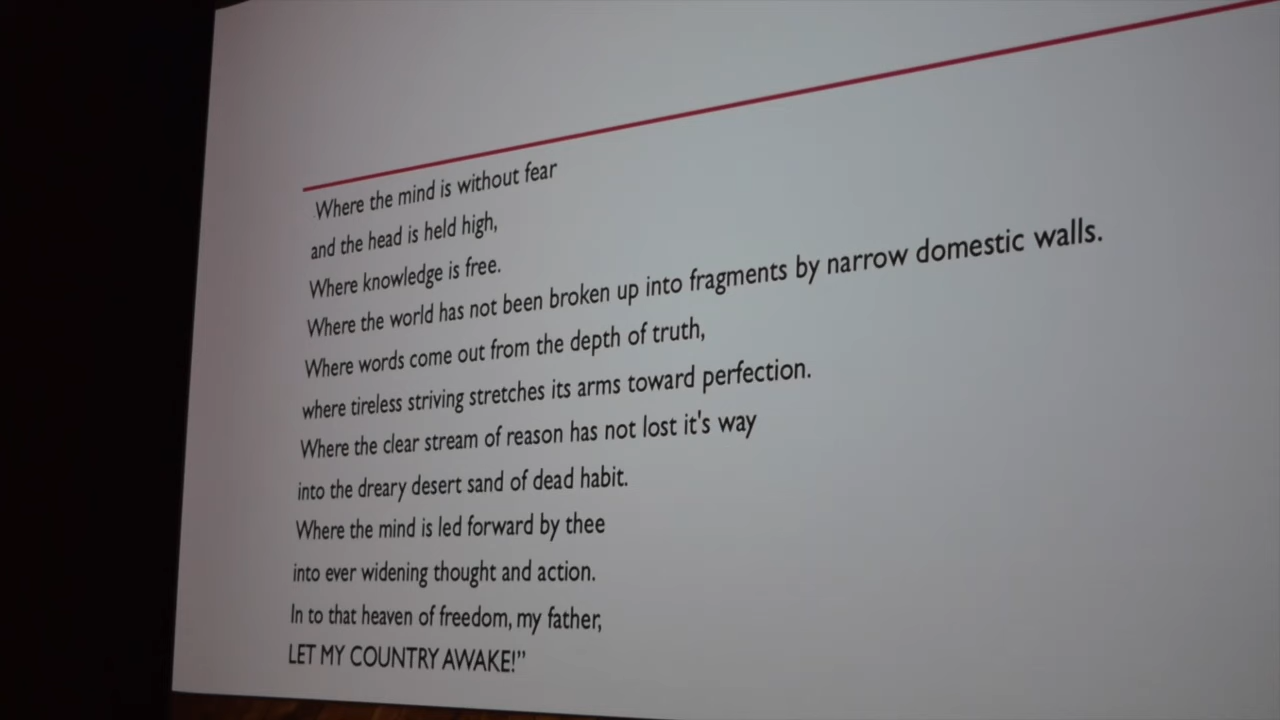 Where the mind is without fear
and the head is held high,
Where knowledge is free.
Where the world has not been broken up into fragments by narrow domestic walls.
Where words come out from the depth of truth,
where tireless striving stretches its arms toward perfection.
Where the clear stream of reason has not lost it's way
into the dreary desert sand of dead habit.
Where the mind is led forward by thee
into ever widening thought and action.
In to that heaven of freedom, my father,
LET MY COUNTRY AWAKE!”